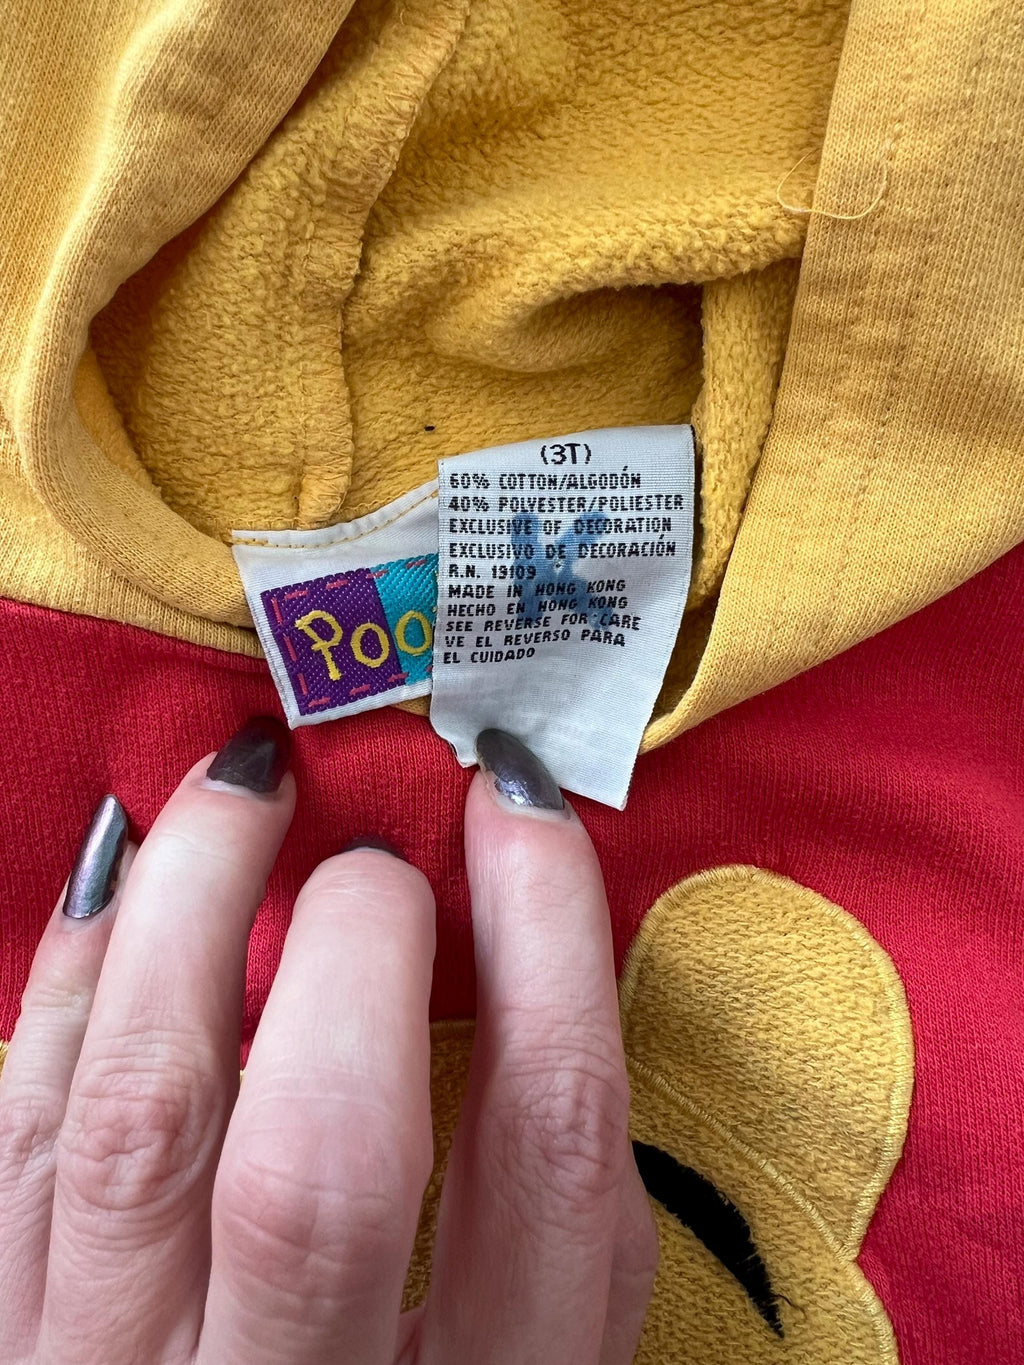 (3T)
60% COTTON/ALGODÓN
40% POLYESTER/POLIESTER
EXCLUSIVE OF DECORATION
EXCLUSIVO DE DECORACIÓN
R.N. 19109
MADE IN HONG KONG
HECHO EN HONG KONG
SEE REVERSE FOR CARE
VE EL REVERSO PARA
EL CUIDADO
Poo
K